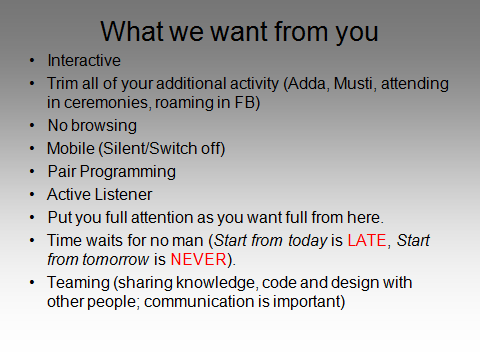 What we want from you
• Interactive
• Trim all of your additional activity (Adda, Musti, attending
in ceremonies, roaming in FB)
• No browsing
• Mobile (Silent/Switch off)
• Pair Programming
• Active Listener
• Put you full attention as you want full from here.
• Time waits for no man (Start from today is LATE, Start
from tomorrow is NEVER).
• Teaming (sharing knowledge, code and design with
other people; communication is important)